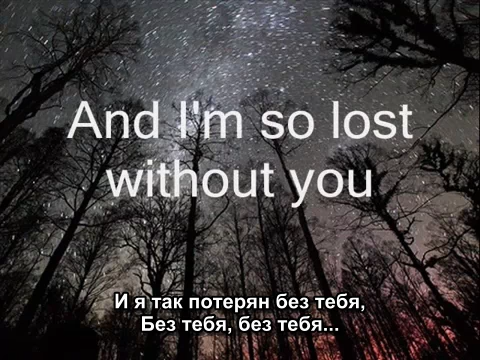 And I'm so lost
without you
И я так потерян без тебя,
Без тебя, без тебя...